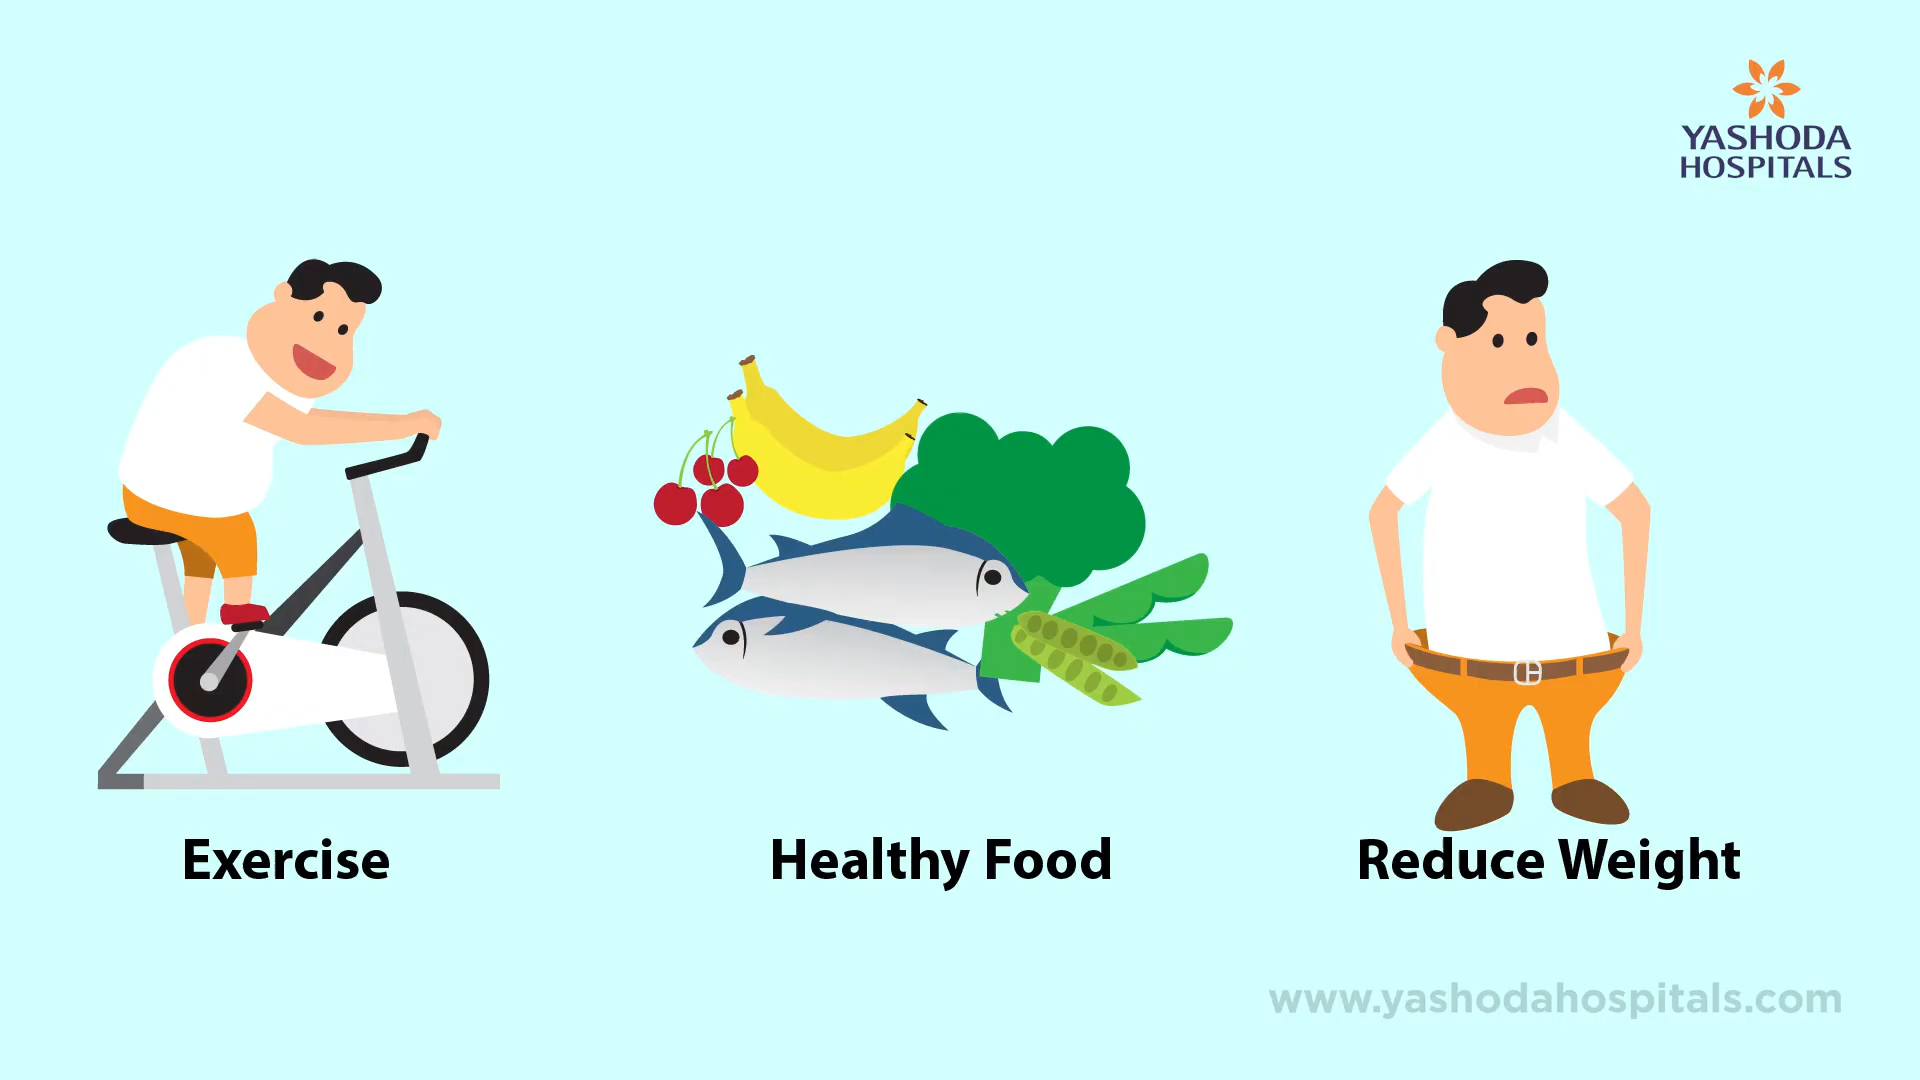 YASHODA
HOSPITALS
Exercise
Healthy Food
Reduce Weight
www.yashodahospitals.com